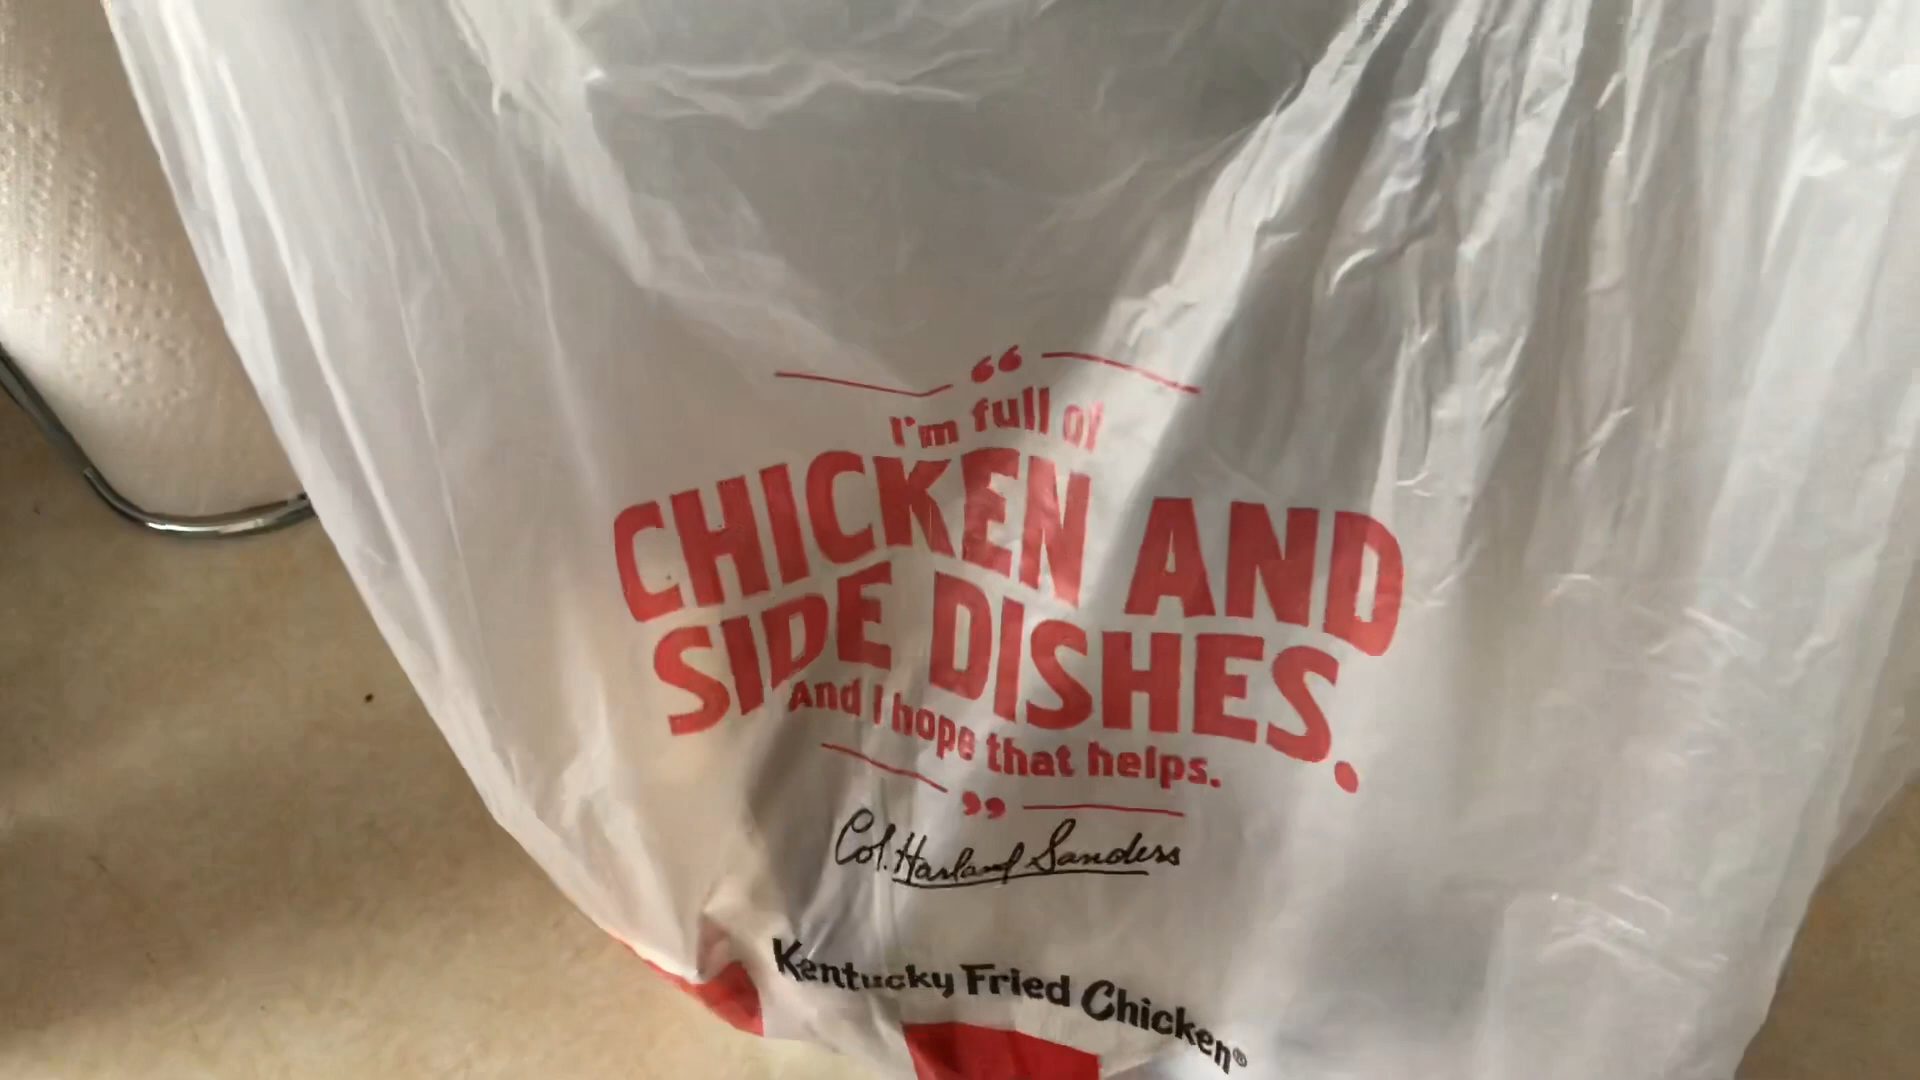 “
I'm full of
CHICKEN AND
SIDE DISHES.
And I hope that helps.
”
Col. Harland Sanders
Kentucky Fried Chicken®